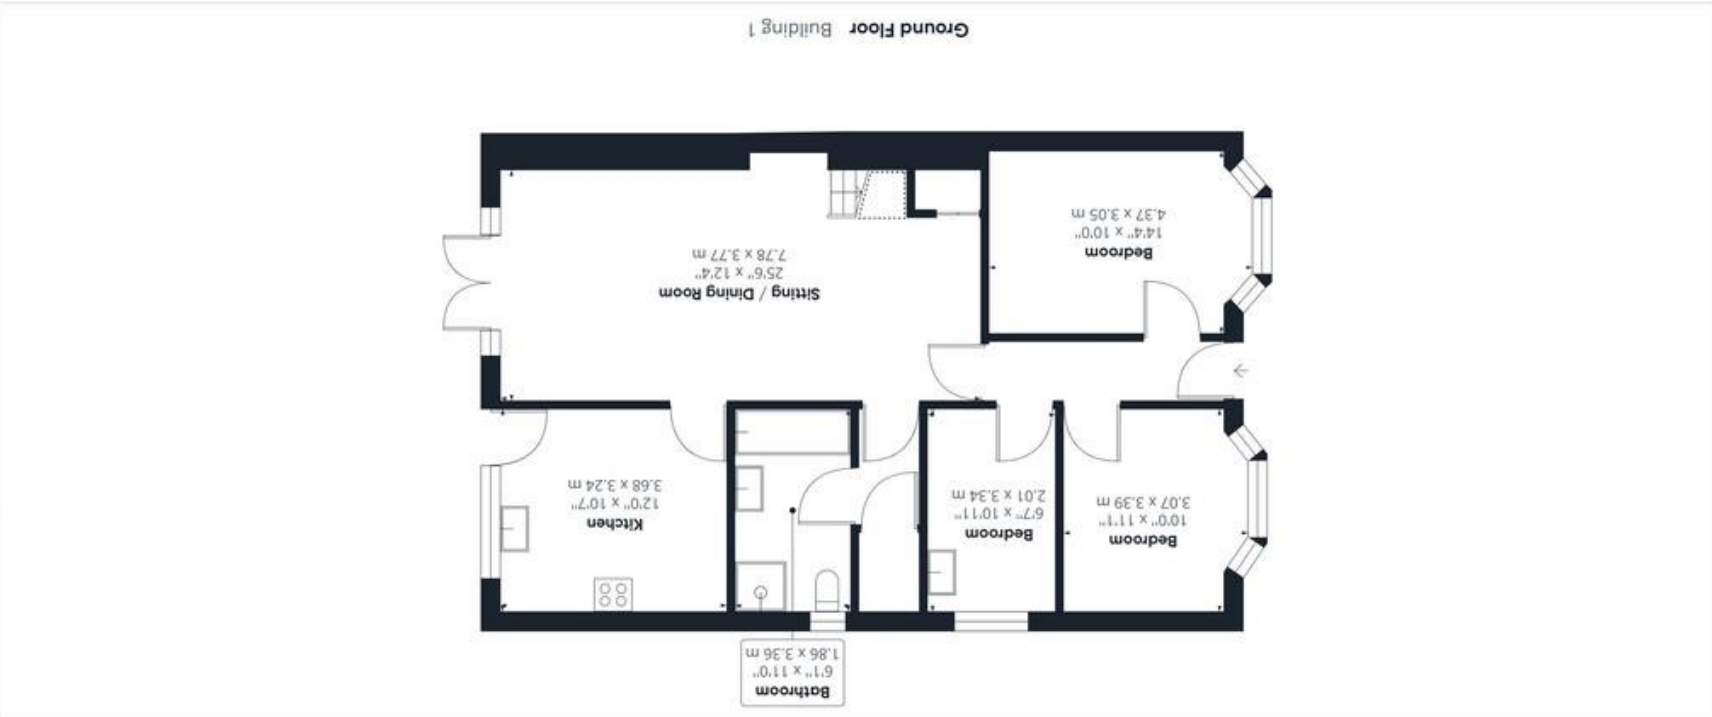 Bathroom
6'1" x 11'0"
1.86 x 3.36 m
Bedroom
10'0" x 11'1"
3.07 x 3.39 m
Bedroom
6'7" x 10'11"
2.01 x 3.34 m
Kitchen
12'0" x 10'7"
3.68 x 3.24 m
Sitting / Dining Room
25'6" x 12'4"
7.78 x 3.77 m
Bedroom
14'4" x 10'0"
4.37 x 3.05 m
Ground Floor Building 1